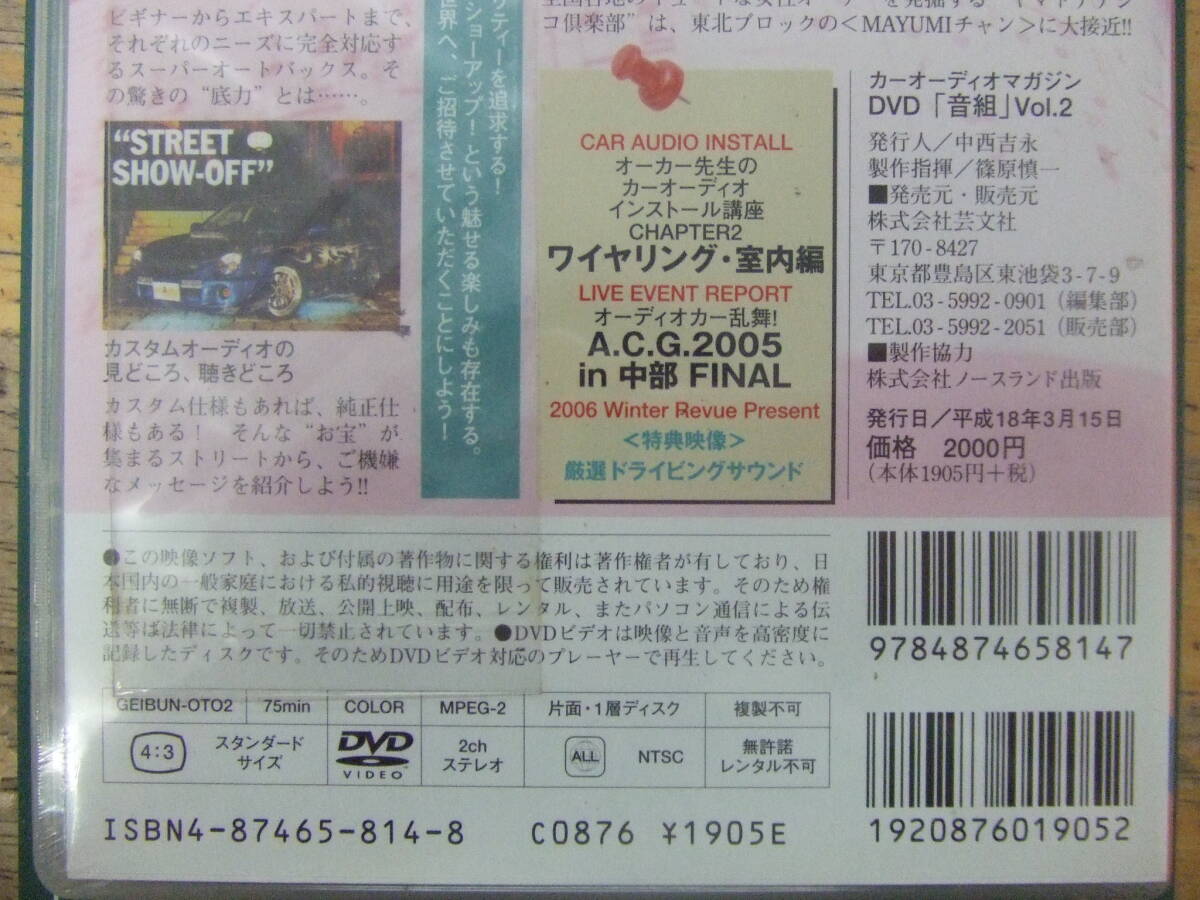 ビギナーからエキスパートまで、
それぞれのニーズに完全対応す
るスーパーオートバックス。そ
の驚きの“底力”とは……。
“STREET
SHOW-OFF”
カスタムオーディオの
見どころ、聴きどころ
カスタム仕様もあれば、純正仕
様もある！　そんな“お宝”が
集まるストリートから、ご機嫌
なメッセージを紹介しよう!!
ティーを追求する！
ショーアップ！という魅せる楽しみも存在する。
世界へ、ご招待させていただくことにしよう！
コ倶楽部”は、東北ブロックの＜MAYUMIチャン＞に大接近!!
CAR AUDIO INSTALL
オーカー先生の
カーオーディオ
インストール講座
CHAPTER2
ワイヤリング・室内編
LIVE EVENT REPORT
オーディオカー乱舞!
A.C.G.2005
in 中部 FINAL
2006 Winter Revue Present
＜特典映像＞
厳選ドライビングサウンド
カーオーディオマガジン
DVD「音組」Vol.2
発行人／中西吉永
製作指揮／篠原慎一
■発売元・販売元
株式会社芸文社
〒170-8427
東京都豊島区東池袋3-7-9
TEL.03-5992-0901（編集部）
TEL.03-5992-2051（販売部）
■製作協力
株式会社ノースランド出版
発行日／平成18年3月15日
価格　2000円
（本体1905円＋税）
●この映像ソフト、および付属の著作物に関する権利は著作権者が有しており、日
本国内の一般家庭における私的視聴に用途を限って販売されています。そのため権
利者に無断で複製、放送、公開上映、配布、レンタル、またパソコン通信による伝
送等は法律によって一切禁止されています。●DVDビデオは映像と音声を高密度に
記録したディスクです。そのためDVDビデオ対応のプレーヤーで再生してください。
9784874658147
GEIBUN-OTO2 75min COLOR MPEG-2 片面・1層ディスク 複製不可
4:3 スタンダード
サイズ
DVD
VIDEO
2ch
ステレオ
ALL NTSC
無許諾
レンタル不可
ISBN4-87465-814-8 C0876 ¥1905E
1920876019052